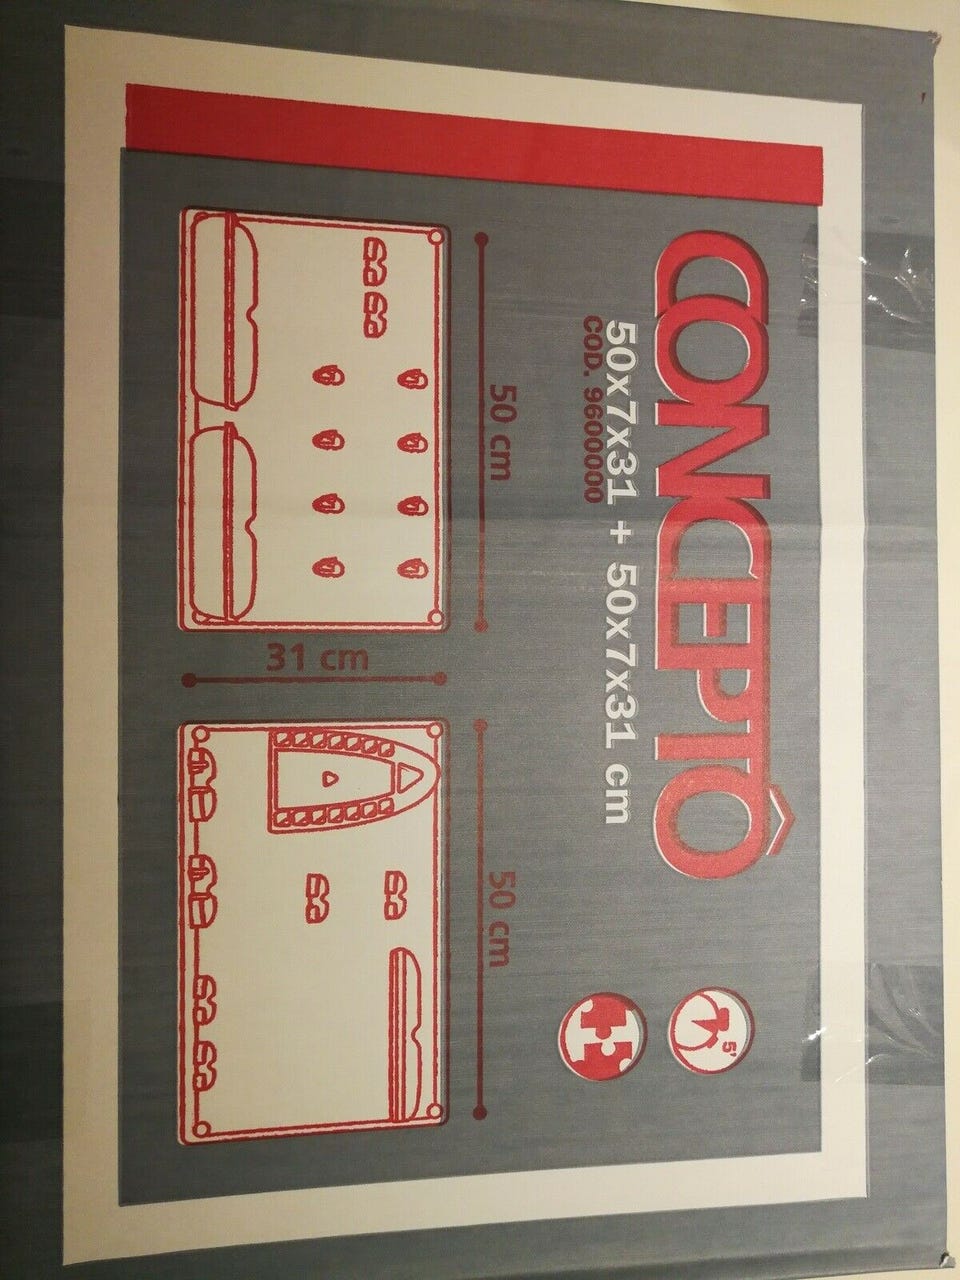 CONCEPTÔ
50x7x31 + 50x7x31 cm
COD. 9600000
5'
50 cm
50 cm
31 cm